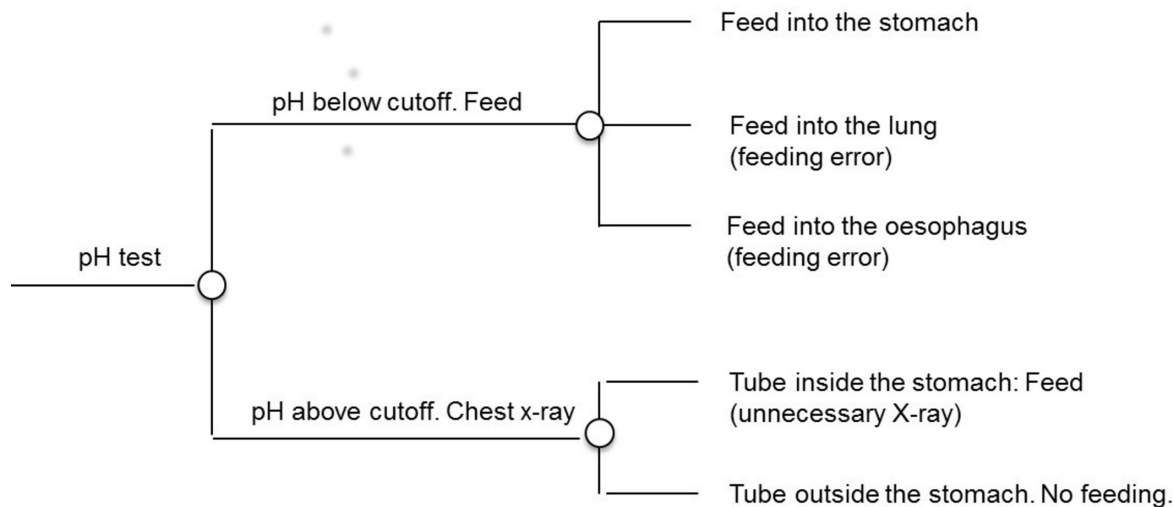 Feed into the stomach
pH below cutoff. Feed
Feed into the lung
(feeding error)
Feed into the oesophagus
(feeding error)
pH test
Tube inside the stomach: Feed
(unnecessary X-ray)
pH above cutoff. Chest x-ray
Tube outside the stomach. No feeding.